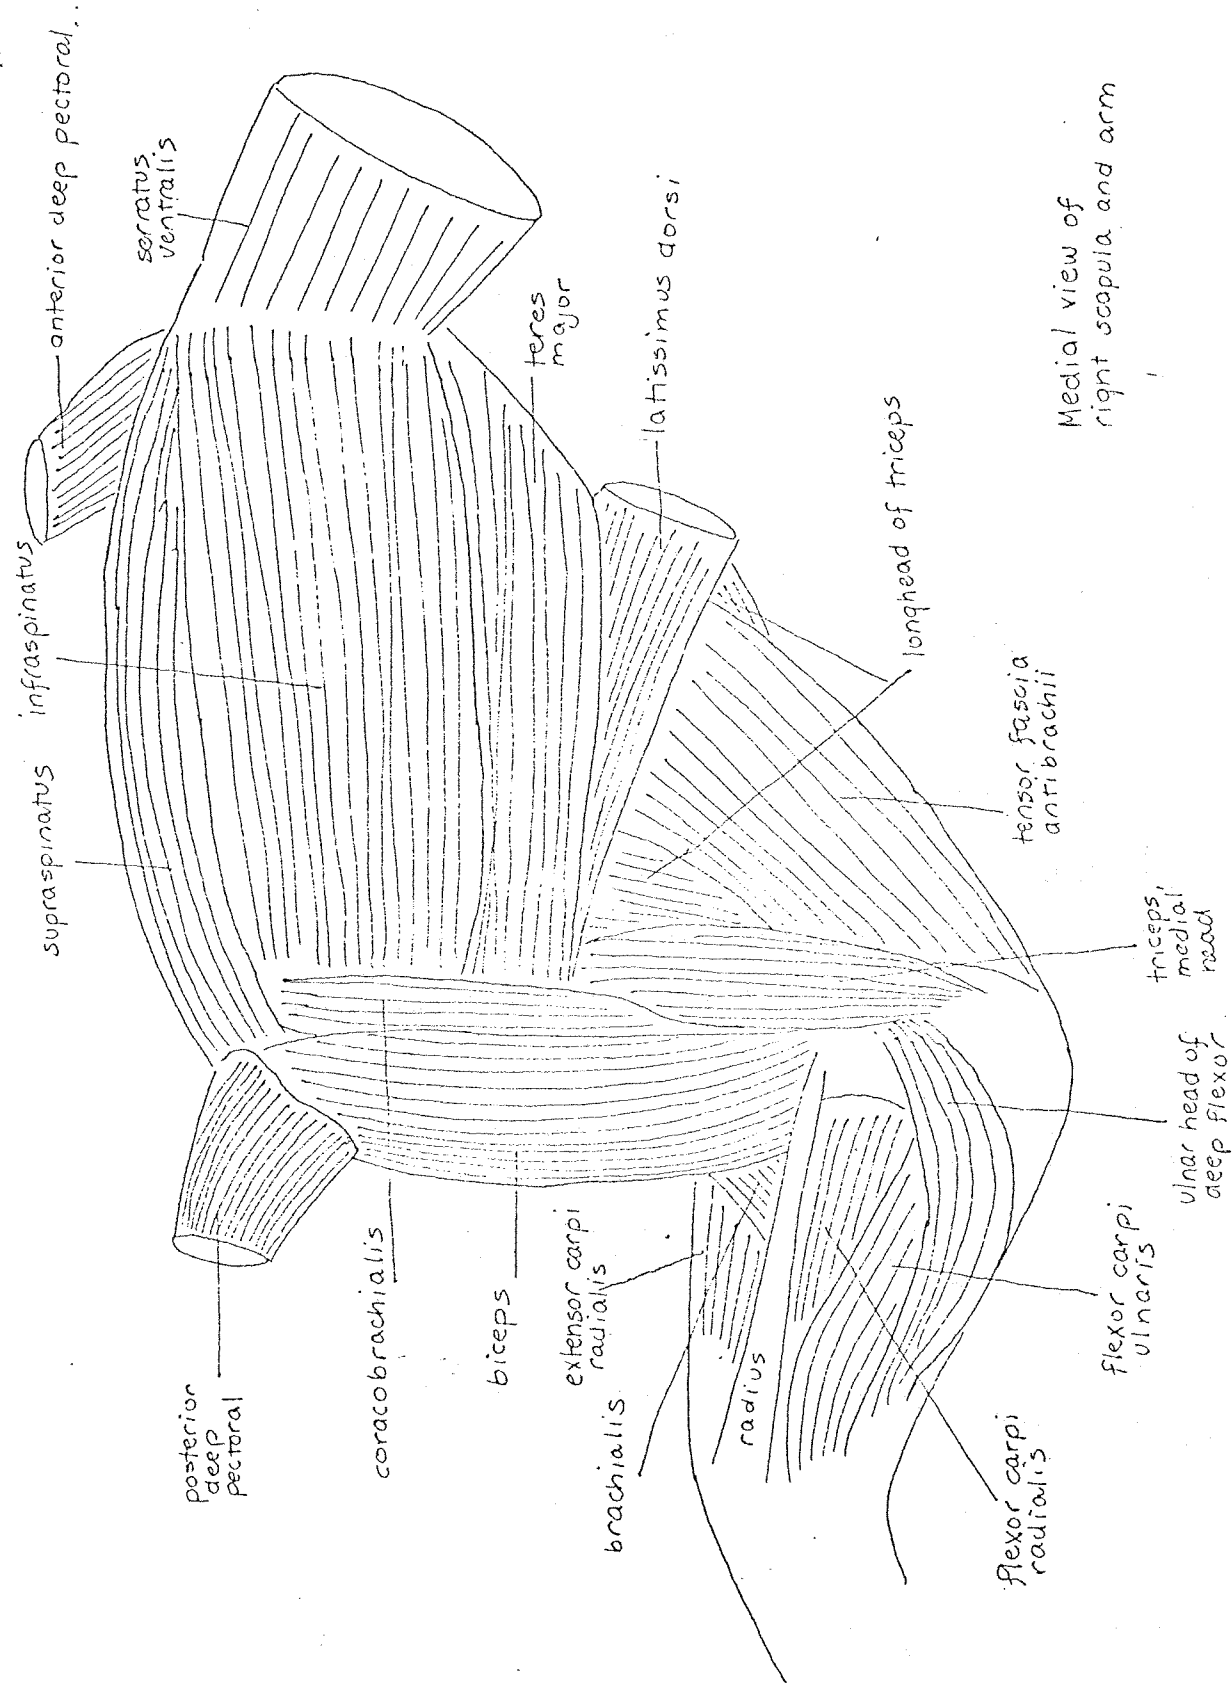 anterior deep pectoral..
serratus
ventralis
infraspinatus
supraspinatus
teres
major
latissimus dorsi
longhead of triceps
tensor fascia
antibrachii
triceps,
medial
head
ulnar head of
deep flexor
flexor carpi
ulnaris
flexor carpi
radialis
radius
brachialis
extensor carpi
radialis
biceps
coracobrachialis
posterior
deep
pectoral
Medial view of
right scapula and arm